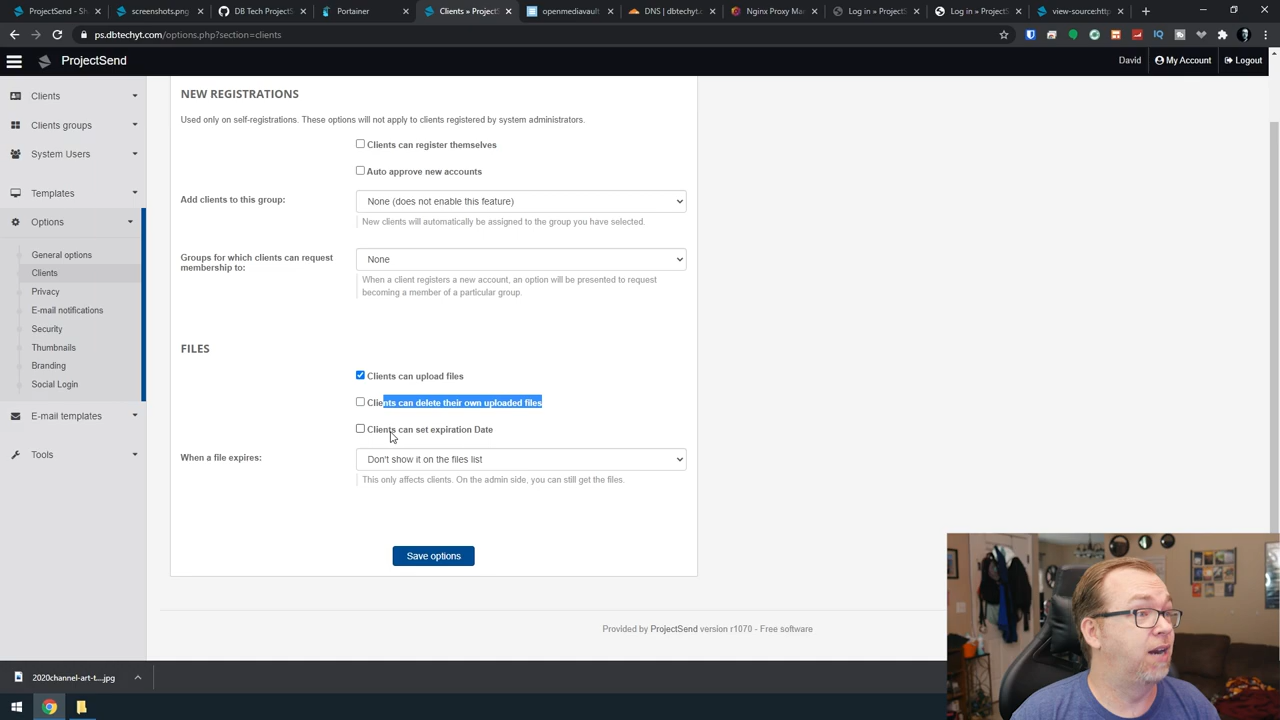 ProjectSend - S
screenshots.png
DB Tech Project
Portainer
Clients » Projects
openmediavault
DNS | dbtechyt.c
Nginx Proxy Ma
Log in » ProjectS
Log in » ProjectS
view-source:http
ps.dbtechyt.com/options.php?section=clients
ProjectSend
David
My Account
Logout
Clients
Clients groups
System Users
Templates
Options
General options
Clients
Privacy
E-mail notifications
Security
Thumbnails
Branding
Social Login
E-mail templates
Tools
NEW REGISTRATIONS
Used only on self-registrations. These options will not apply to clients registered by system administrators.
Clients can register themselves
Auto approve new accounts
Add clients to this group:
None (does not enable this feature)
New clients will automatically be assigned to the group you have selected.
Groups for which clients can request
membership to:
None
When a client registers a new account, an option will be presented to request
becoming a member of a particular group.
FILES
Clients can upload files
Clients can delete their own uploaded files
Clients can set expiration Date
When a file expires:
Don't show it on the files list
This only affects clients. On the admin side, you can still get the files.
Save options
Provided by ProjectSend version r1070 - Free software
2020channel-art-t....jpg